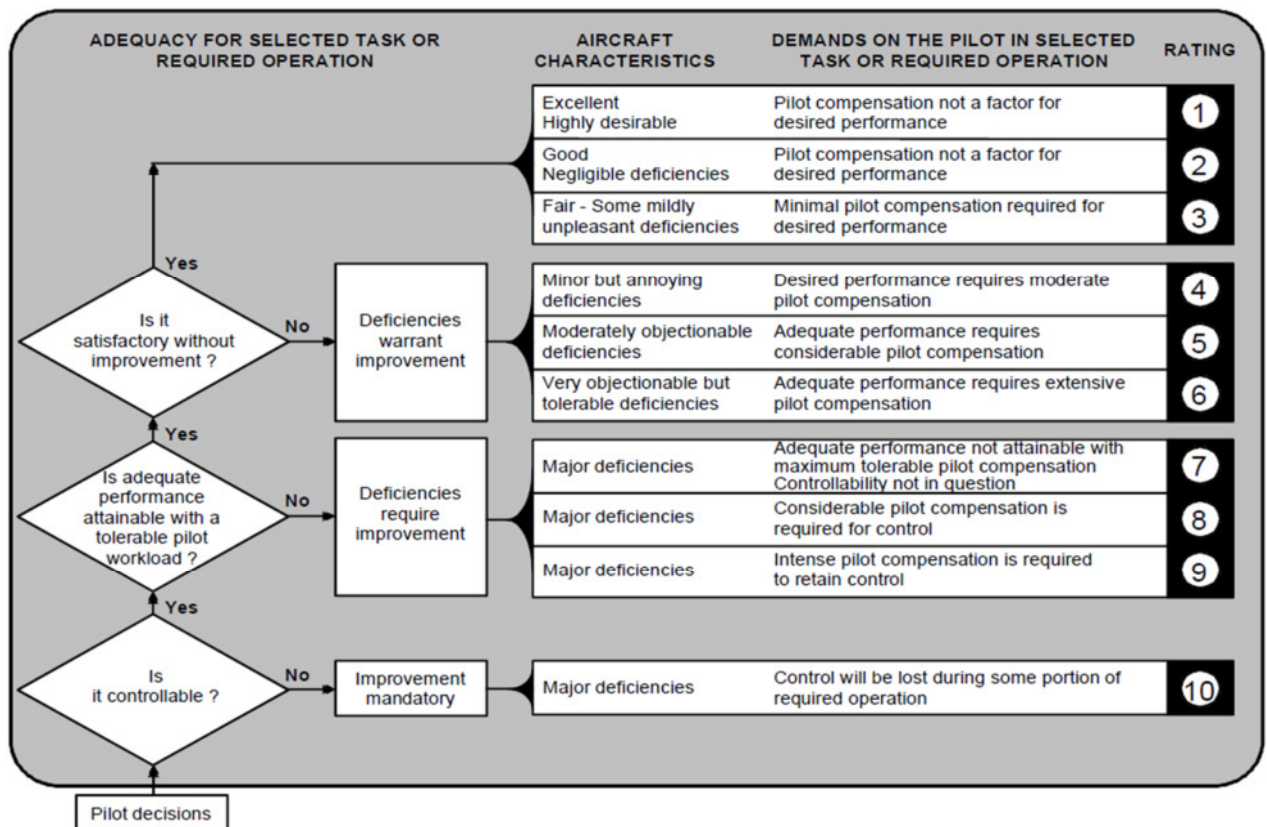 ADEQUACY FOR SELECTED TASK OR
REQUIRED OPERATION
AIRCRAFT
CHARACTERISTICS
DEMANDS ON THE PILOT IN SELECTED
TASK OR REQUIRED OPERATION
RATING
Excellent
Highly desirable
Pilot compensation not a factor for
desired performance
1
Good
Negligible deficiencies
Pilot compensation not a factor for
desired performance
2
Fair - Some mildly
unpleasant deficiencies
Minimal pilot compensation required for
desired performance
3
Yes
Is it
satisfactory without
improvement ?
No
Deficiencies
warrant
improvement
Minor but annoying
deficiencies
Desired performance requires moderate
pilot compensation
4
Moderately objectionable
deficiencies
Adequate performance requires
considerable pilot compensation
5
Very objectionable but
tolerable deficiencies
Adequate performance requires extensive
pilot compensation
6
Yes
Is adequate
performance
attainable with a
tolerable pilot
workload ?
No
Deficiencies
require
improvement
Major deficiencies
Adequate performance not attainable with
maximum tolerable pilot compensation
Controllability not in question
7
Major deficiencies
Considerable pilot compensation is
required for control
8
Major deficiencies
Intense pilot compensation is required
to retain control
9
Yes
Is
it controllable ?
No
Improvement
mandatory
Major deficiencies
Control will be lost during some portion of
required operation
10
Pilot decisions